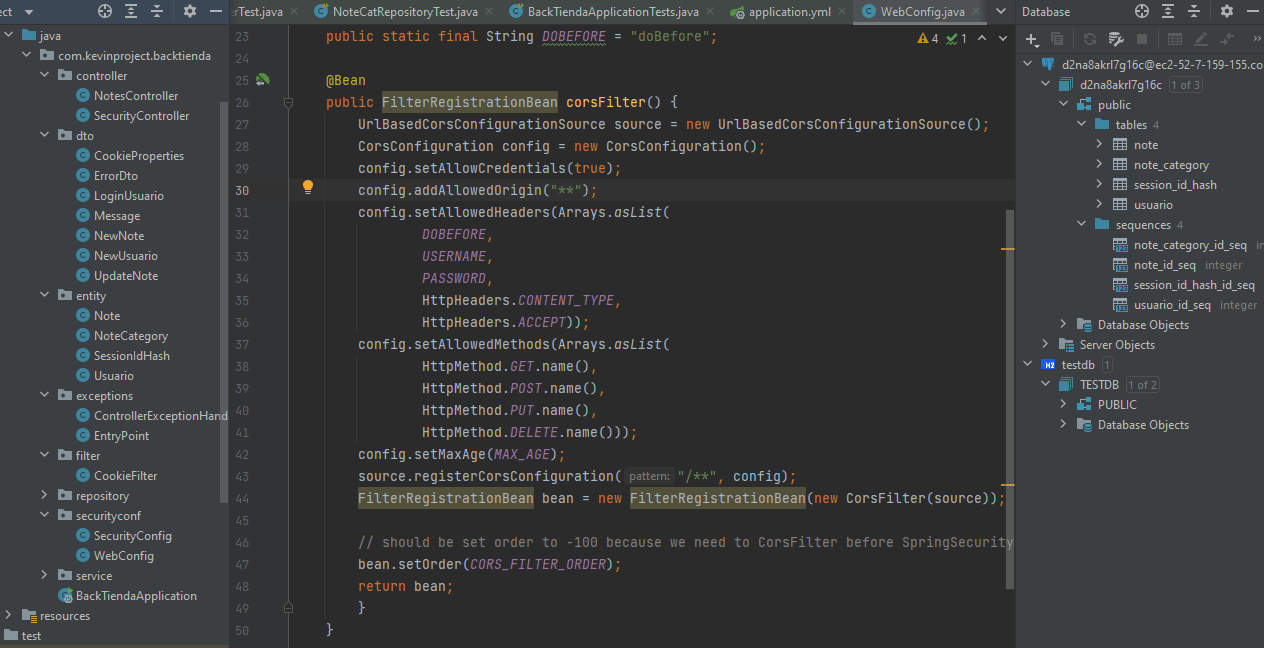 ct
rTest.java
NoteCatRepositoryTest.java
BackTiendaApplicationTests.java
application.yml
WebConfig.java
Database
java
com.kevinproject.backtienda
controller
NotesController
SecurityController
dto
CookieProperties
ErrorDto
LoginUsuario
Message
NewNote
NewUsuario
UpdateNote
entity
Note
NoteCategory
SessionIdHash
Usuario
exceptions
ControllerExceptionHand
EntryPoint
filter
CookieFilter
repository
securityconf
SecurityConfig
WebConfig
service
BackTiendaApplication
resources
test
4 1
23 public static final String DOBEFORE = "doBefore";
24
25 @Bean
26 public FilterRegistrationBean corsFilter() {
27 UrlBasedCorsConfigurationSource source = new UrlBasedCorsConfigurationSource();
28 CorsConfiguration config = new CorsConfiguration();
29 config.setAllowCredentials(true);
30 config.addAllowedOrigin("**");
31 config.setAllowedHeaders(Arrays.asList(
32 DOBEFORE,
33 USERNAME,
34 PASSWORD,
35 HttpHeaders.CONTENT_TYPE,
36 HttpHeaders.ACCEPT));
37 config.setAllowedMethods(Arrays.asList(
38 HttpMethod.GET.name(),
39 HttpMethod.POST.name(),
40 HttpMethod.PUT.name(),
41 HttpMethod.DELETE.name()));
42 config.setMaxAge(MAX_AGE);
43 source.registerCorsConfiguration( pattern: "/**", config);
44 FilterRegistrationBean bean = new FilterRegistrationBean(new CorsFilter(source));
45
46 // should be set order to -100 because we need to CorsFilter before SpringSecurity
47 bean.setOrder(CORS_FILTER_ORDER);
48 return bean;
49 }
50 }
d2na8akrl7g16c@ec2-52-7-159-155.co
d2na8akrl7g16c 1 of 3
public
tables 4
note
note_category
session_id_hash
usuario
sequences 4
note_category_id_seq in
note_id_seq integer
session_id_hash_id_seq
usuario_id_seq integer
Database Objects
Server Objects
H2 testdb 1
TESTDB 1 of 2
PUBLIC
Database Objects